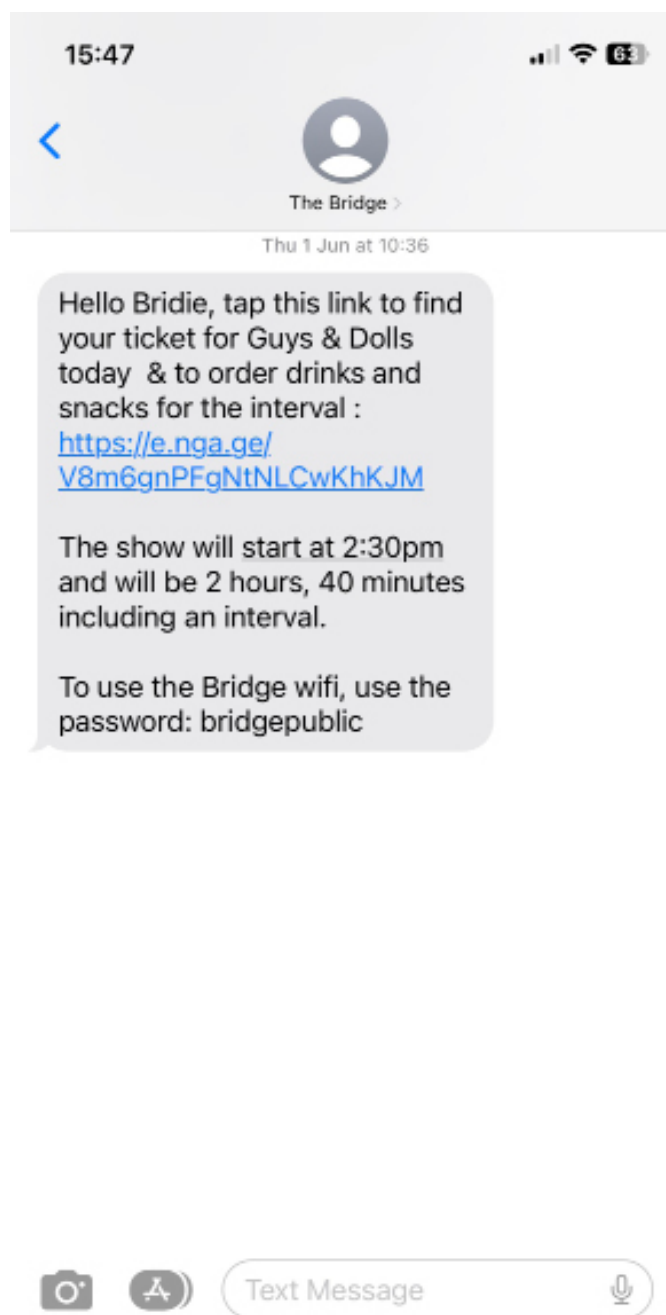 15:47
63
The Bridge >
Thu 1 Jun at 10:36
Hello Bridie, tap this link to find
your ticket for Guys & Dolls
today  & to order drinks and
snacks for the interval :
https://e.nga.ge/
V8m6gnPFgNtNLCwKhKJM
The show will start at 2:30pm
and will be 2 hours, 40 minutes
including an interval.
To use the Bridge wifi, use the
password: bridgepublic
Text Message